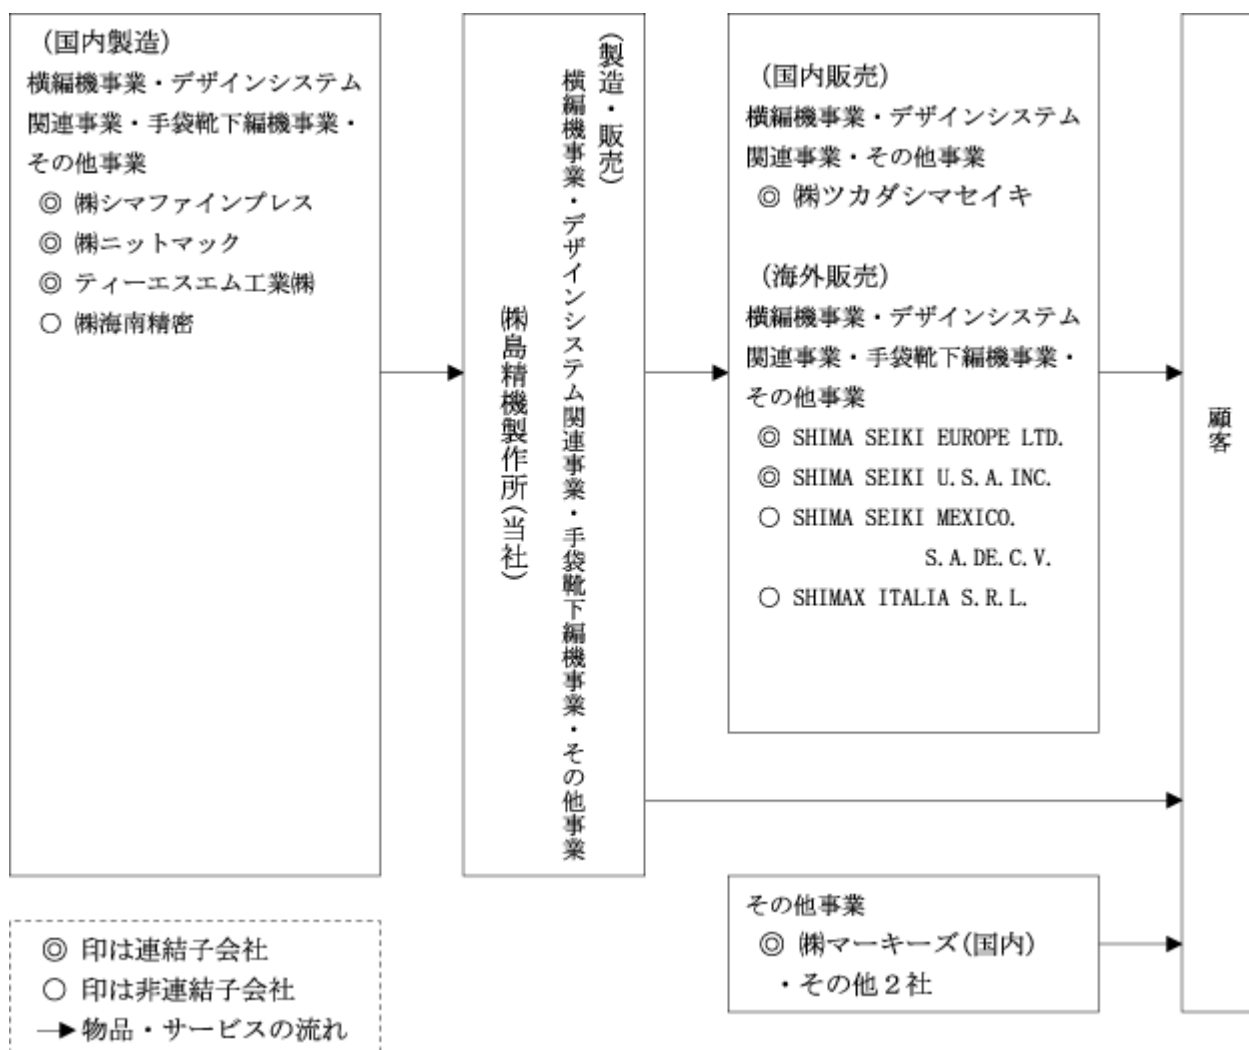 (国内製造)
横編機事業・デザインシステム
関連事業・手袋靴下編機事業・
その他事業
◎ ㈱シマファインプレス
◎ ㈱ニットマック
◎ ティーエスエム工業㈱
○ ㈱海南精密
(製造・販売)
横編機事業・デザインシステム関連事業・手袋靴下編機事業・その他事業
㈱島精機製作所(当社)
(国内販売)
横編機事業・デザインシステム
関連事業・その他事業
◎ ㈱ツカダシマセイキ
(海外販売)
横編機事業・デザインシステム
関連事業・手袋靴下編機事業・
その他事業
◎ SHIMA SEIKI EUROPE LTD.
◎ SHIMA SEIKI U.S.A.INC.
○ SHIMA SEIKI MEXICO.
S.A.DE.C.V.
○ SHIMAX ITALIA S.R.L.
その他事業
◎ ㈱マーキーズ(国内)
・その他2社
顧客
◎ 印は連結子会社
○ 印は非連結子会社
→物品・サービスの流れ